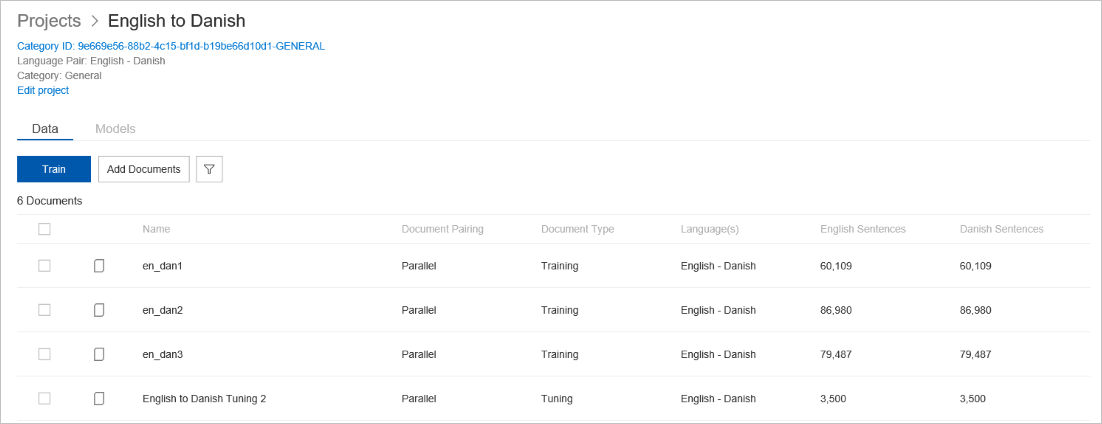 Projects > English to Danish
Category ID: 9e669e56-88b2-4c15-bf1d-b19be66d10d1-GENERAL
Language Pair: English - Danish
Category: General
Edit project
Data Models
Train Add Documents
6 Documents
Name Document Pairing Document Type Language(s) English Sentences Danish Sentences
en_dan1 Parallel Training English - Danish 60,109 60,109
en_dan2 Parallel Training English - Danish 86,980 86,980
en_dan3 Parallel Training English - Danish 79,487 79,487
English to Danish Tuning 2 Parallel Tuning English - Danish 3,500 3,500